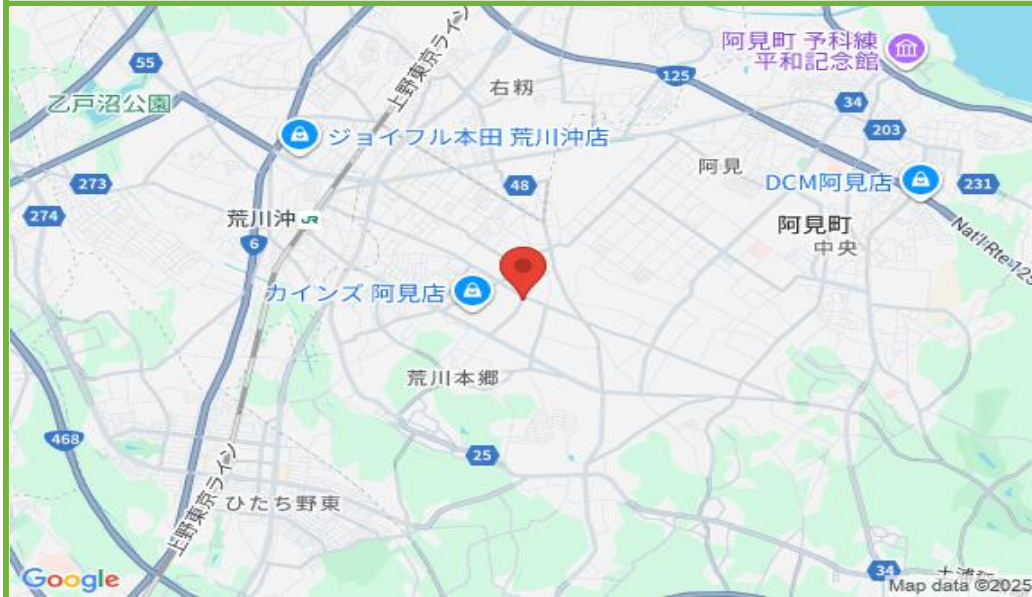 上野東京ライン
阿見町 予科練
平和記念館
55
125
右籾
乙戸沼公園
34
ジョイフル本田 荒川沖店
203
阿見
273
48
DCM阿見店
231
274
荒川沖 JR
阿見町
中央
6
Nat'l Rte 125
カインズ 阿見店
荒川本郷
468
25
ひたち野東
上野東京ライン
34
Google
Map data ©2025